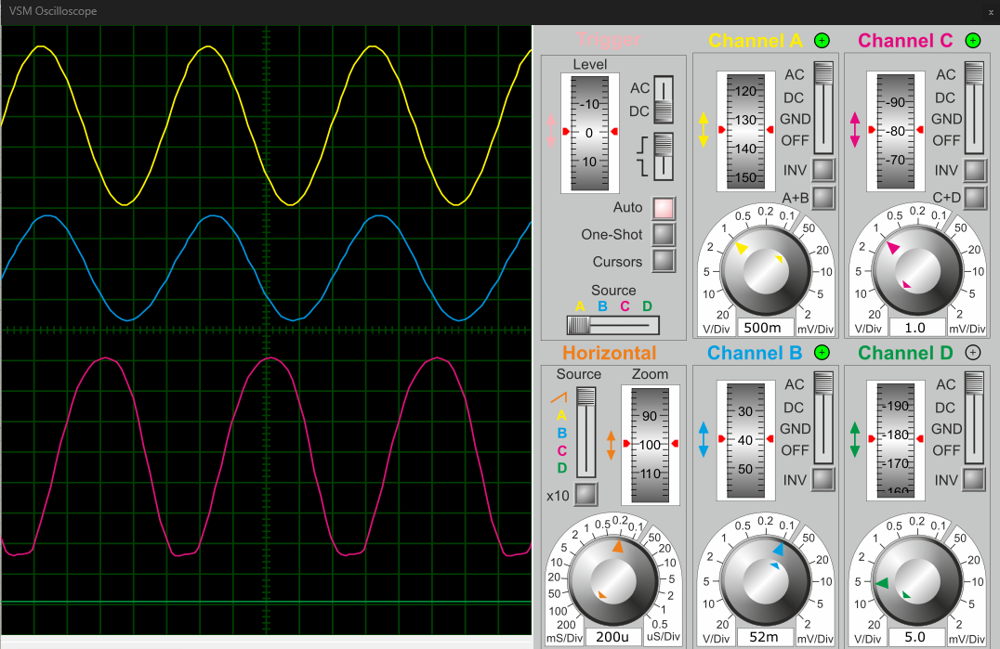 VSM Oscilloscope x
Trigger
Level
-10
0
10
AC
DC
Auto
One-Shot
Cursors
Source
A B C D
Channel A
120
130
140
150
AC
DC
GND
OFF
INV
A+B
20 10 5 2 1 0.5 0.2 0.1 50 20 10 5 2
V/Div 500m mV/Div
Channel C
-90
-80
-70
AC
DC
GND
OFF
INV
C+D
20 10 5 2 1 0.5 0.2 0.1 50 20 10 5 2
V/Div 1.0 mV/Div
Horizontal
Source
A
B
C
D
x10
Zoom
90
100
110
200 100 50 20 10 5 2 1 0.5 0.2 0.1 50 20 10 5 2 1 0.5
mS/Div 200u uS/Div
Channel B
30
40
50
AC
DC
GND
OFF
INV
20 10 5 2 1 0.5 0.2 0.1 50 20 10 5 2
V/Div 52m mV/Div
Channel D
-190
-180
-170
-160
AC
DC
GND
OFF
INV
20 10 5 2 1 0.5 0.2 0.1 50 20 10 5 2
V/Div 5.0 mV/Div